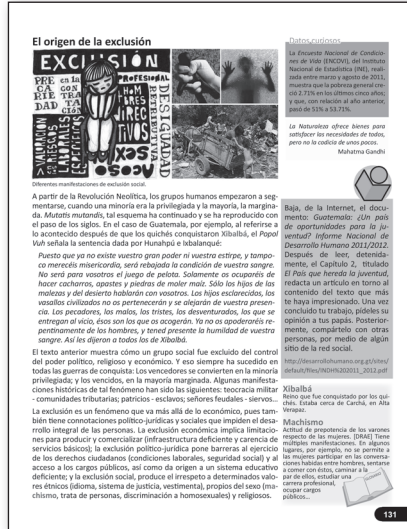 El origen de la exclusión
EXCLUSIÓN
PRE
CA
RIE
DAD
en la
CON
TRA
TA
CIÓN
PROFESIONAL
HOM
BRES
DIREC
TIVOS
DESIGUALDAD
RETRIBUTIVA
ACOSO
SEXO
Diferentes manifestaciones de exclusión social.
A partir de la Revolución Neolítica, los grupos humanos empezaron a seg-
mentarse, cuando una minoría era la privilegiada y la mayoría, la margina-
da. Mutatis mutandis, tal esquema ha continuado y se ha reproducido con
el paso de los siglos. En el caso de Guatemala, por ejemplo, al referirse a
lo acontecido después de que los quichés conquistaron Xibalbá, el Popol
Vuh señala la sentencia dada por Hunahpú e Ixbalanqué:
Puesto que ya no existe vuestro gran poder ni vuestra estirpe, y tampo-
co merecéis misericordia, será rebajada la condición de vuestra sangre.
No será para vosotros el juego de pelota. Solamente os ocuparéis de
hacer cacharros, apastes y piedras de moler maíz. Sólo los hijos de las
malezas y del desierto hablarán con vosotros. Los hijos esclarecidos, los
vasallos civilizados no os pertenecerán y se alejarán de vuestra presen-
cia. Los pecadores, los malos, los tristes, los desventurados, los que se
entregan al vicio, ésos son los que os acogerán. Ya no os apoderaréis re-
pentinamente de los hombres, y tened presente la humildad de vuestra
sangre. Así les dijeron a todos los de Xibalbá.
El texto anterior muestra cómo un grupo social fue excluido del control
del poder político, religioso y económico. Y eso siempre ha sucedido en
todas las guerras de conquista: Los vencedores se convierten en la minoría
privilegiada; y los vencidos, en la mayoría marginada. Algunas manifesta-
ciones históricas de tal fenómeno han sido las siguientes: teocracia militar
- comunidades tributarias; patricios - esclavos; señores feudales - siervos...
La exclusión es un fenómeno que va más allá de lo económico, pues tam-
bién tiene connotaciones político-jurídicas y sociales que impiden el desa-
rrollo integral de las personas. La exclusión económica implica limitacio-
nes para producir y comercializar (infraestructura deficiente y carencia de
servicios básicos); la exclusión político-jurídica pone barreras al ejercicio
de los derechos ciudadanos (condiciones laborales, seguridad social) y al
acceso a los cargos públicos, así como da origen a un sistema educativo
deficiente; y la exclusión social, produce el irrespeto a determinados valo-
res étnicos (idioma, sistema de justicia, vestimenta), propios del sexo (ma-
chismo, trata de personas, discriminación a homosexuales) y religiosos.
Datos curiosos
La Encuesta Nacional de Condicio-
nes de Vida (ENCOVI), del Instituto
Nacional de Estadística (INE), reali-
zada entre marzo y agosto de 2011,
muestra que la pobreza general cre-
ció 2.71% en los últimos cinco años;
y que, con relación al año anterior,
pasó de 51% a 53.71%.
La Naturaleza ofrece bienes para
satisfacer las necesidades de todos,
pero no la codicia de unos pocos.
Mahatma Gandhi
Baja, de la Internet, el docu-
mento: Guatemala: ¿Un país
de oportunidades para la ju-
ventud? Informe Nacional de
Desarrollo Humano 2011/2012.
Después de leer, detenida-
mente, el Capítulo 2, titulado
El País que hereda la juventud,
redacta un artículo en torno al
contenido del texto que más
te haya impresionado. Una vez
concluido tu trabajo, pídeles su
opinión a tus papás. Posterior-
mente, compártelo con otras
personas, por medio de algún
sitio de la red social.
http://desarrollohumano.org.gt/sites/
default/files/INDH%202011_2012.pdf
Xibalbá
Reino que fue conquistado por los qui-
chés. Estaba cerca de Carchá, en Alta
Verapaz.
Machismo
Actitud de prepotencia de los varones
respecto de las mujeres. [DRAE] Tiene
múltiples manifestaciones. En algunos
lugares, por ejemplo, no se permite a
las mujeres participar en las conversa-
ciones habidas entre hombres, sentarse
a comer con éstos, caminar a la
par de ellos, estudiar una
carrera profesional,
ocupar cargos
públicos...
131